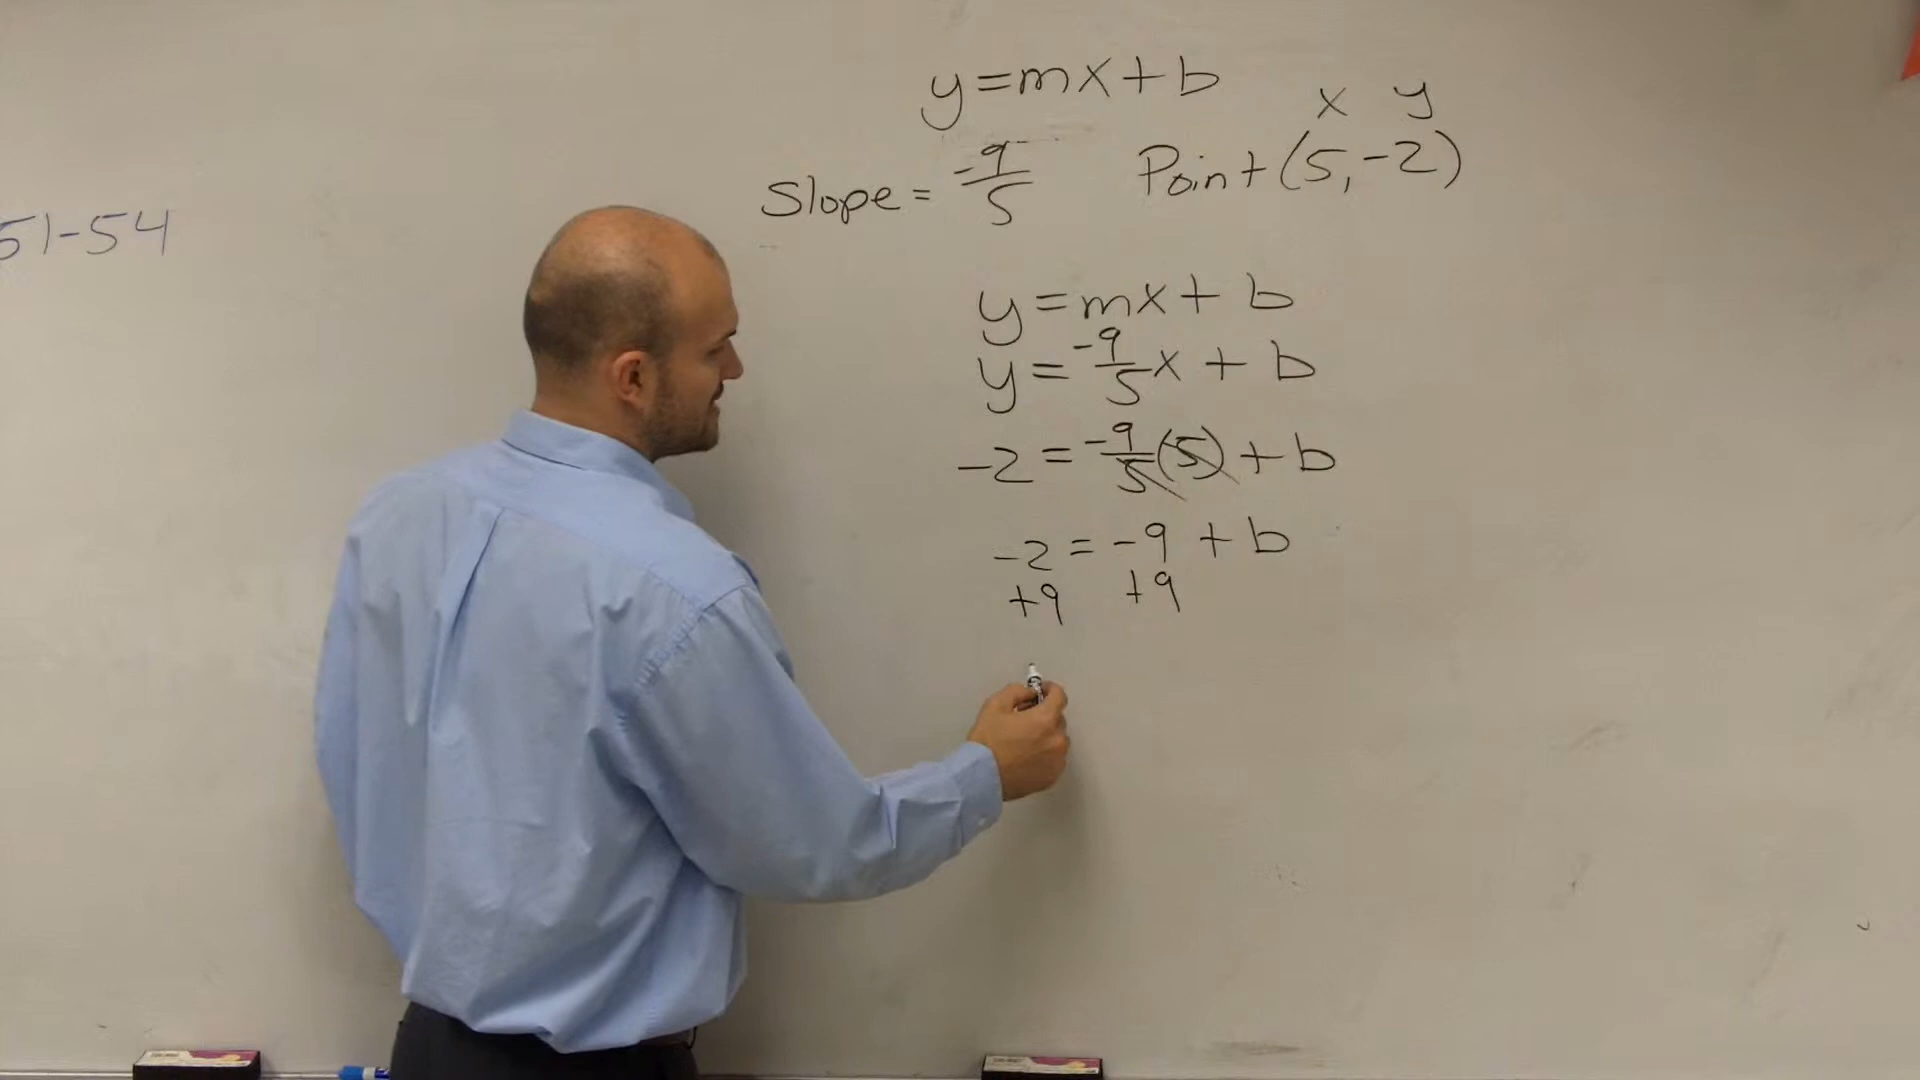 y=mx+b
x y
Slope = -9/5 Point (5,-2)
51-54
y=mx+b
y=-9/5x+b
-2=-9/5(5)+b
-2=-9+b
+9 +9